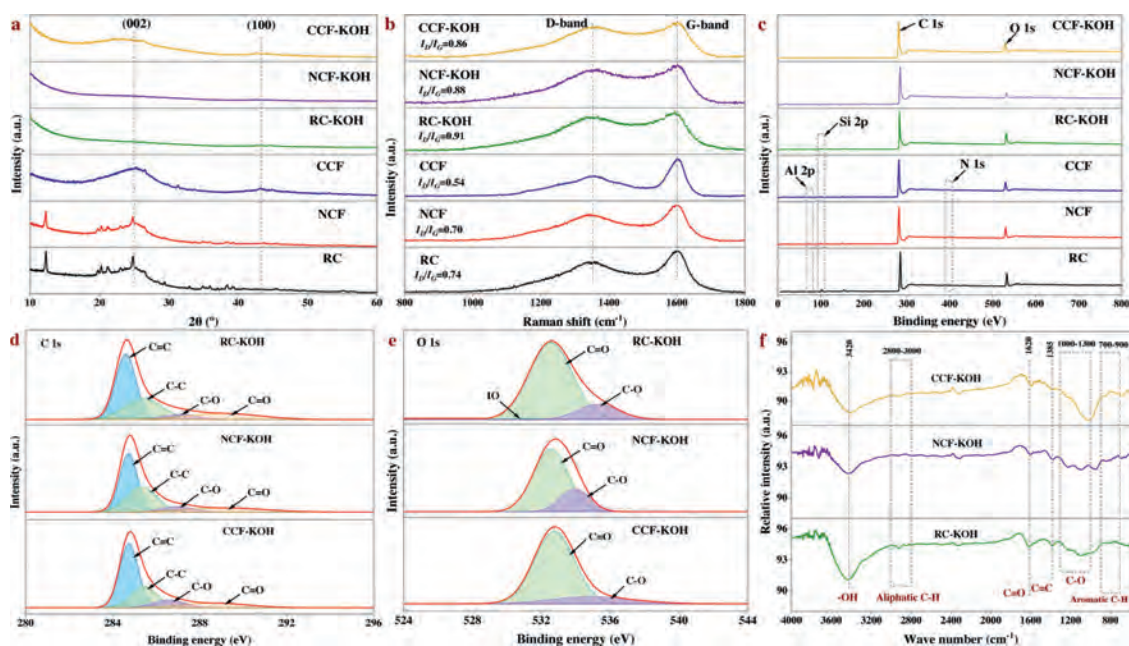 a
(002)
(100)
CCF-KOH
NCF-KOH
RC-KOH
CCF
NCF
RC
Intensity (a.u.)
10 20 30 40 50 60
2θ (°)
b
D-band
G-band
CCF-KOH
I_D/I_G=0.86
NCF-KOH
I_D/I_G=0.88
RC-KOH
I_D/I_G=0.91
CCF
I_D/I_G=0.54
NCF
I_D/I_G=0.70
RC
I_D/I_G=0.74
Intensity (a.u.)
800 1000 1200 1400 1600 1800
Raman shift (cm⁻¹)
c
C 1s
O 1s
CCF-KOH
NCF-KOH
Si 2p
RC-KOH
Al 2p
N 1s
CCF
NCF
RC
Intensity (a.u.)
0 100 200 300 400 500 600 700 800
Binding energy (eV)
d
C 1s
RC-KOH
C=C
C-C
C-O
C=O
NCF-KOH
C=C
C-C
C-O
C=O
CCF-KOH
C=C
C-C
C-O
C=O
Intensity (a.u.)
280 284 288 292 296
Binding energy (eV)
e
O 1s
RC-KOH
C=O
IO
C-O
NCF-KOH
C=O
C-O
CCF-KOH
C=O
C-O
Intensity (a.u.)
524 528 532 536 540 544
Binding energy (eV)
f
3420
2800-3000
1620
1385
1000-1300
700-900
96
93
90
CCF-KOH
96
93
90
NCF-KOH
96
93
90
RC-KOH
-OH
Aliphatic C-H
C=O
C=C
C-O
Aromatic C-H
Relative intensity (a.u.)
4000 3600 2800 2400 2000 1600 1200 800
Wave number (cm⁻¹)